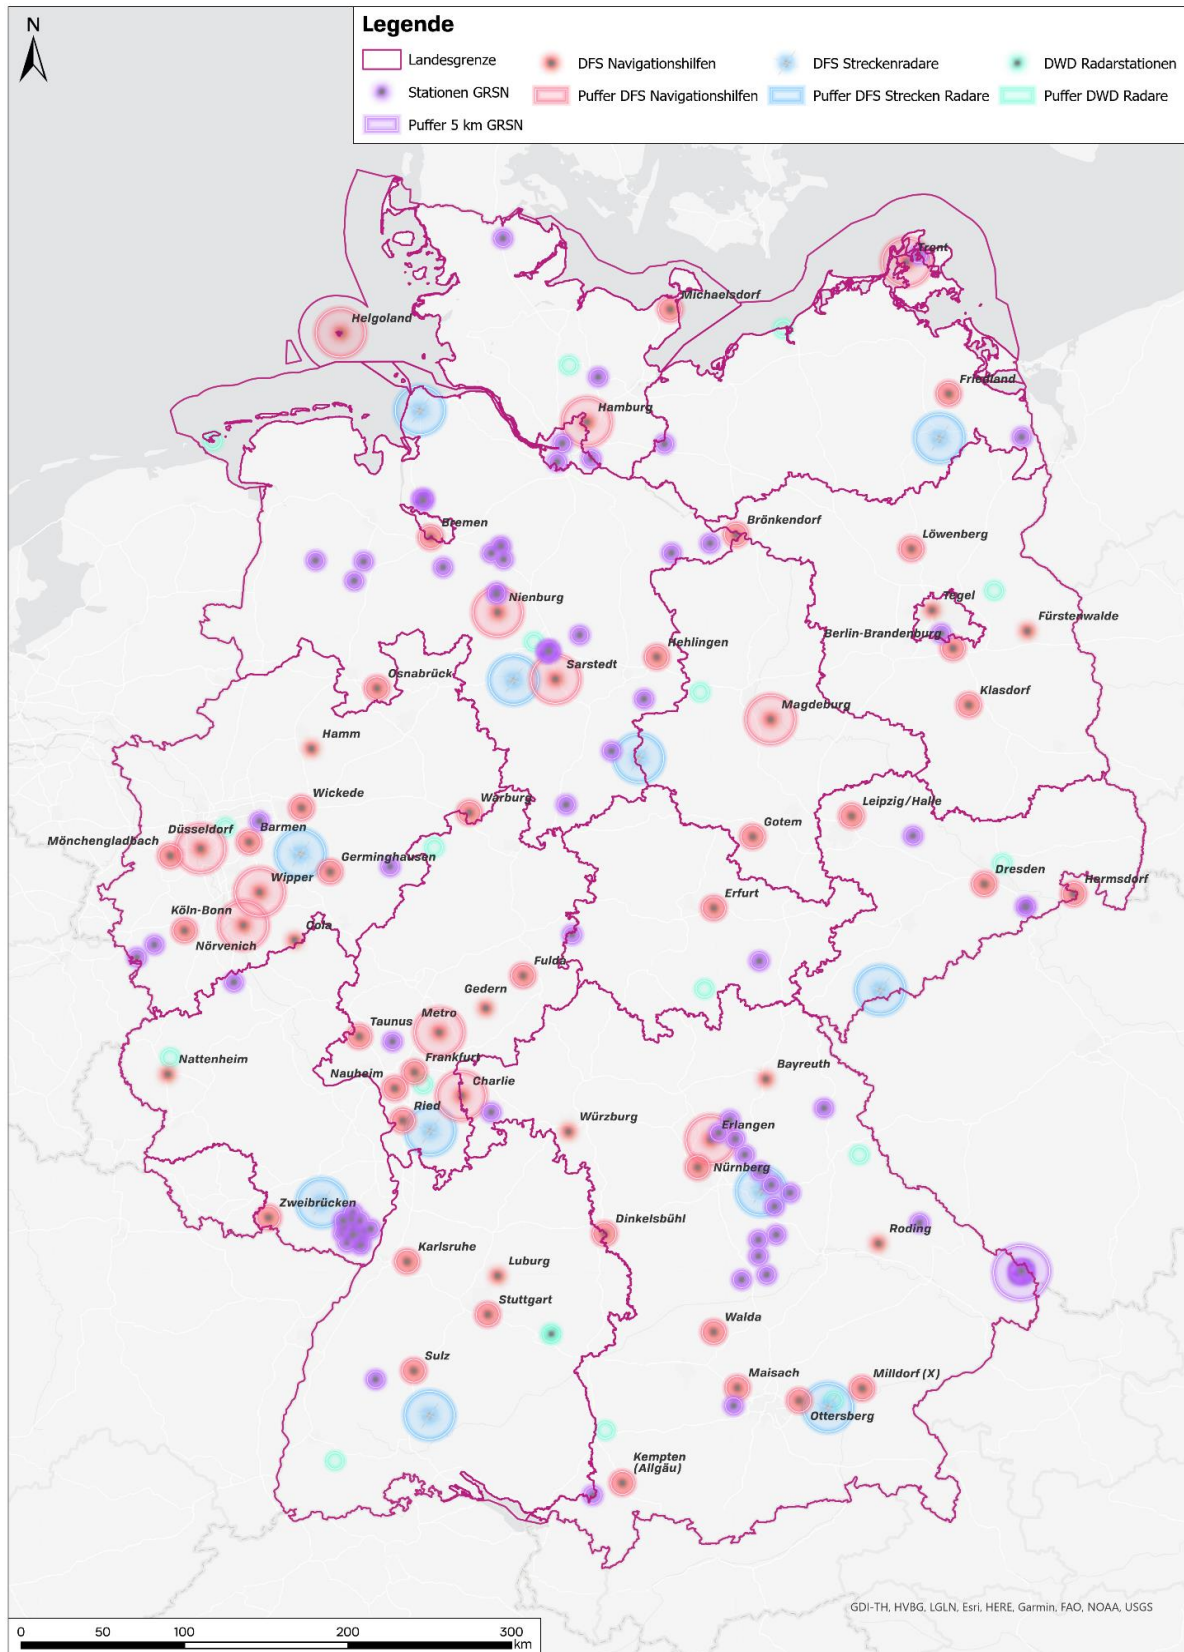 N
Legende
Landesgrenze
DFS Navigationshilfen
DFS Streckenradare
DWD Radarstationen
Stationen GRSN
Puffer DFS Navigationshilfen
Puffer DFS Strecken Radare
Puffer DWD Radare
Puffer 5 km GRSN
Trent
Michaelsdorf
Helgoland
Friedland
Hamburg
Bremen
Brönkendorf
Löwenberg
Nienburg
Tegel
Fürstenwalde
Berlin-Brandenburg
Hehlingen
Sarstedt
Osnabrück
Klasdorf
Magdeburg
Hamm
Wickede
Warburg
Leipzig/Halle
Düsseldorf
Barmen
Mönchengladbach
Gotem
Germinghausen
Wipper
Dresden
Hermsdorf
Erfurt
Köln-Bonn
Cola
Nörvenich
Fulda
Gedern
Taunus
Metro
Nattenheim
Frankfurt
Nauheim
Charlie
Bayreuth
Ried
Würzburg
Erlangen
Nürnberg
Zweibrücken
Dinkelsbühl
Roding
Karlsruhe
Luburg
Stuttgart
Walda
Sulz
Maisach
Milldorf (X)
Ottersberg
Kempten
(Allgäu)
GDI-TH, HVBG, LGLN, Esri, HERE, Garmin, FAO, NOAA, USGS
0 50 100 200 300
km